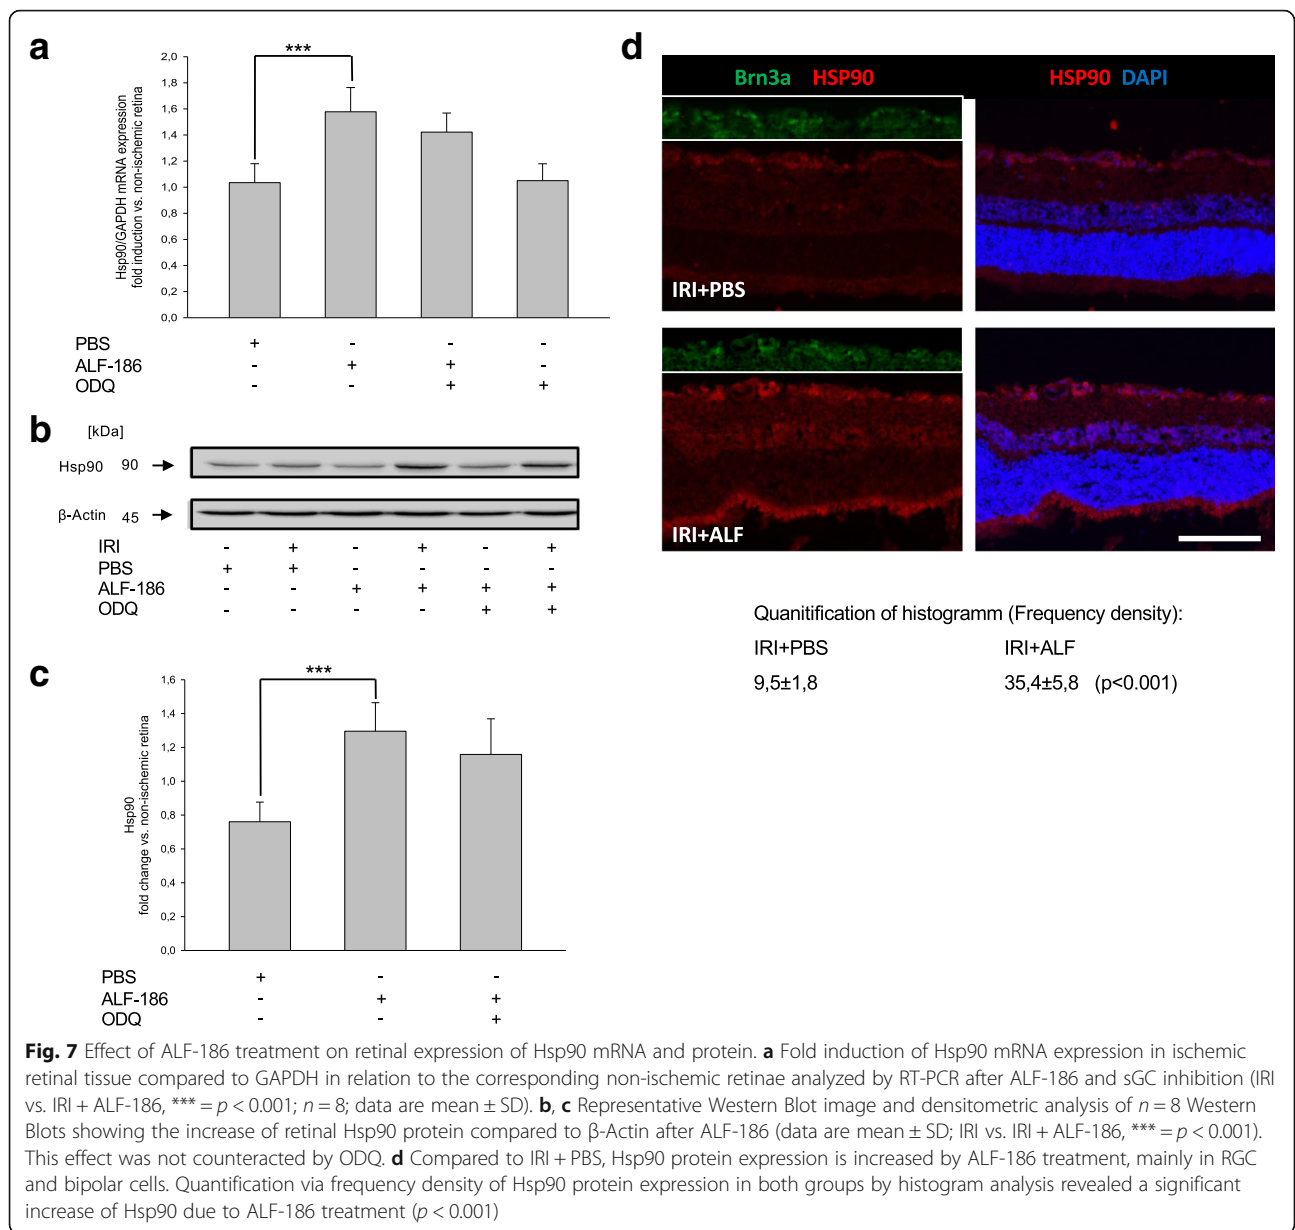 a
***
2,0
1,8
1,6
1,4
1,2
1,0
0,8
0,6
0,4
0,2
0,0
Hsp90/GAPDH mRNA expression
fold induction vs. non-ischemic retina
PBS + - - -
ALF-186 - + + -
ODQ - - + +
b
[kDa]
Hsp90 90
β-Actin 45
IRI - + - + - +
PBS + + - - - -
ALF-186 - - + + + +
ODQ - - - - + +
c
***
1,6
1,4
1,2
1,0
0,8
0,6
0,4
0,2
0,0
Hsp90
fold change vs. non-ischemic retina
PBS + - -
ALF-186 - + +
ODQ - - +
d
Brn3a HSP90
HSP90 DAPI
IRI+PBS
IRI+ALF
Quanitification of histogramm (Frequency density):
IRI+PBS IRI+ALF
9,5±1,8 35,4±5,8 (p<0.001)
Fig. 7 Effect of ALF-186 treatment on retinal expression of Hsp90 mRNA and protein. a Fold induction of Hsp90 mRNA expression in ischemic
retinal tissue compared to GAPDH in relation to the corresponding non-ischemic retinae analyzed by RT-PCR after ALF-186 and sGC inhibition (IRI
vs. IRI + ALF-186, *** = p < 0.001; n = 8; data are mean ± SD). b, c Representative Western Blot image and densitometric analysis of n = 8 Western
Blots showing the increase of retinal Hsp90 protein compared to β-Actin after ALF-186 (data are mean ± SD; IRI vs. IRI + ALF-186, *** = p < 0.001).
This effect was not counteracted by ODQ. d Compared to IRI + PBS, Hsp90 protein expression is increased by ALF-186 treatment, mainly in RGC
and bipolar cells. Quantification via frequency density of Hsp90 protein expression in both groups by histogram analysis revealed a significant
increase of Hsp90 due to ALF-186 treatment (p < 0.001)